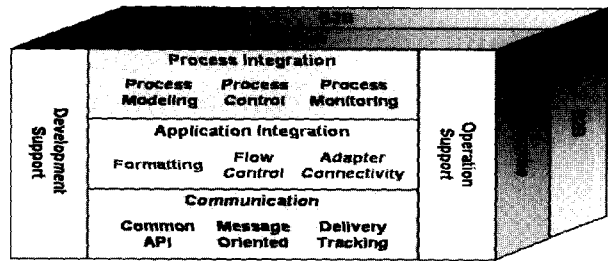 Process Integration
Process Process Process
Modeling Control Monitoring
Development
Support
Application Integration
Formatting Flow Adapter
Control Connectivity
Operation
Support
Communication
Common Message Delivery
API Oriented Tracking
B2B